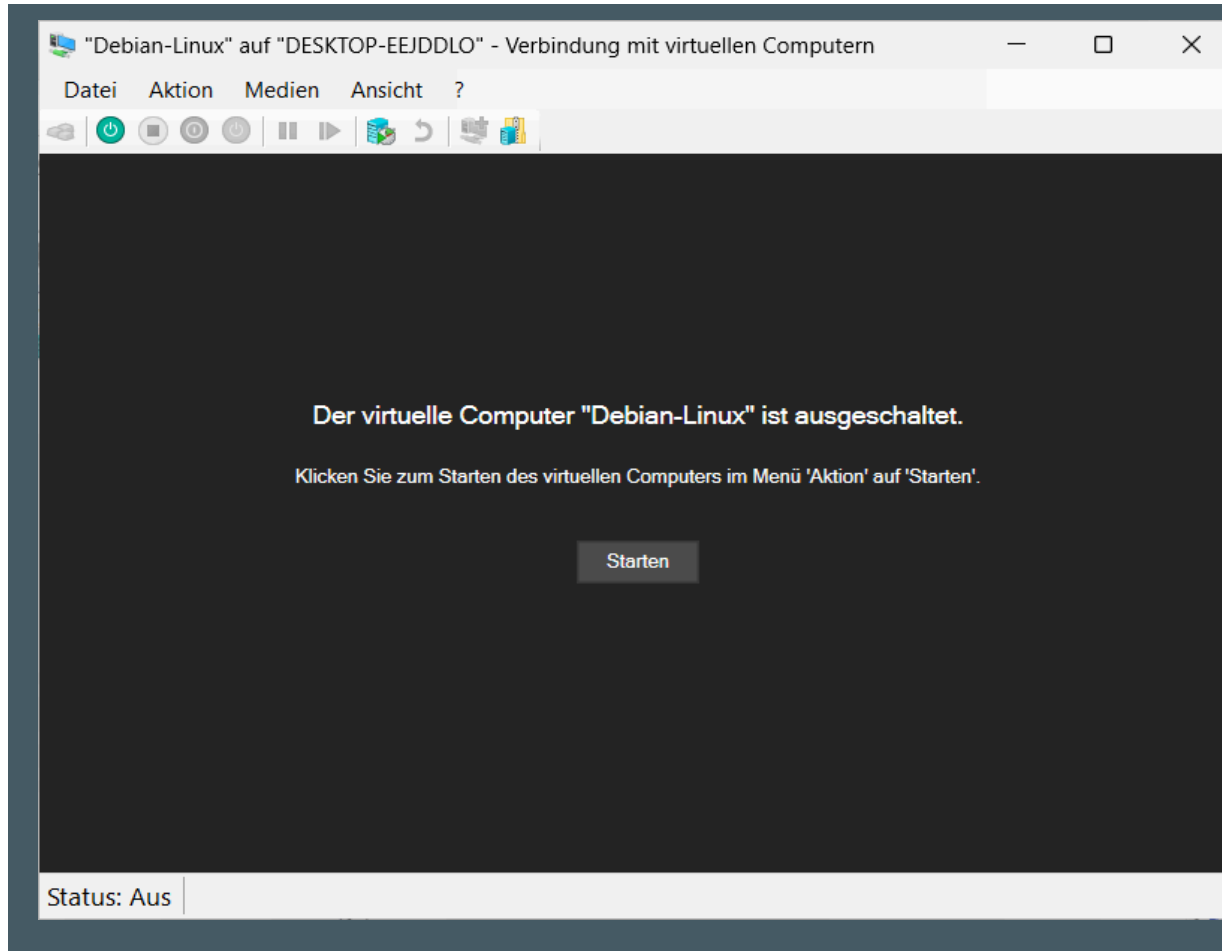 "Debian-Linux" auf "DESKTOP-EEJDDLO" - Verbindung mit virtuellen Computern
Datei Aktion Medien Ansicht ?
Der virtuelle Computer "Debian-Linux" ist ausgeschaltet.
Klicken Sie zum Starten des virtuellen Computers im Menü 'Aktion' auf 'Starten'.
Starten
Status: Aus